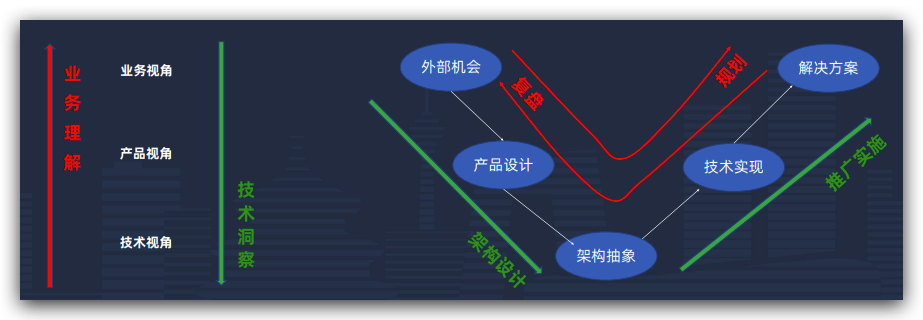 业务理解
业务视角
产品视角
技术视角
技术洞察
外部机会
复盘
规划
解决方案
产品设计
技术实现
推广实施
架构设计
架构抽象